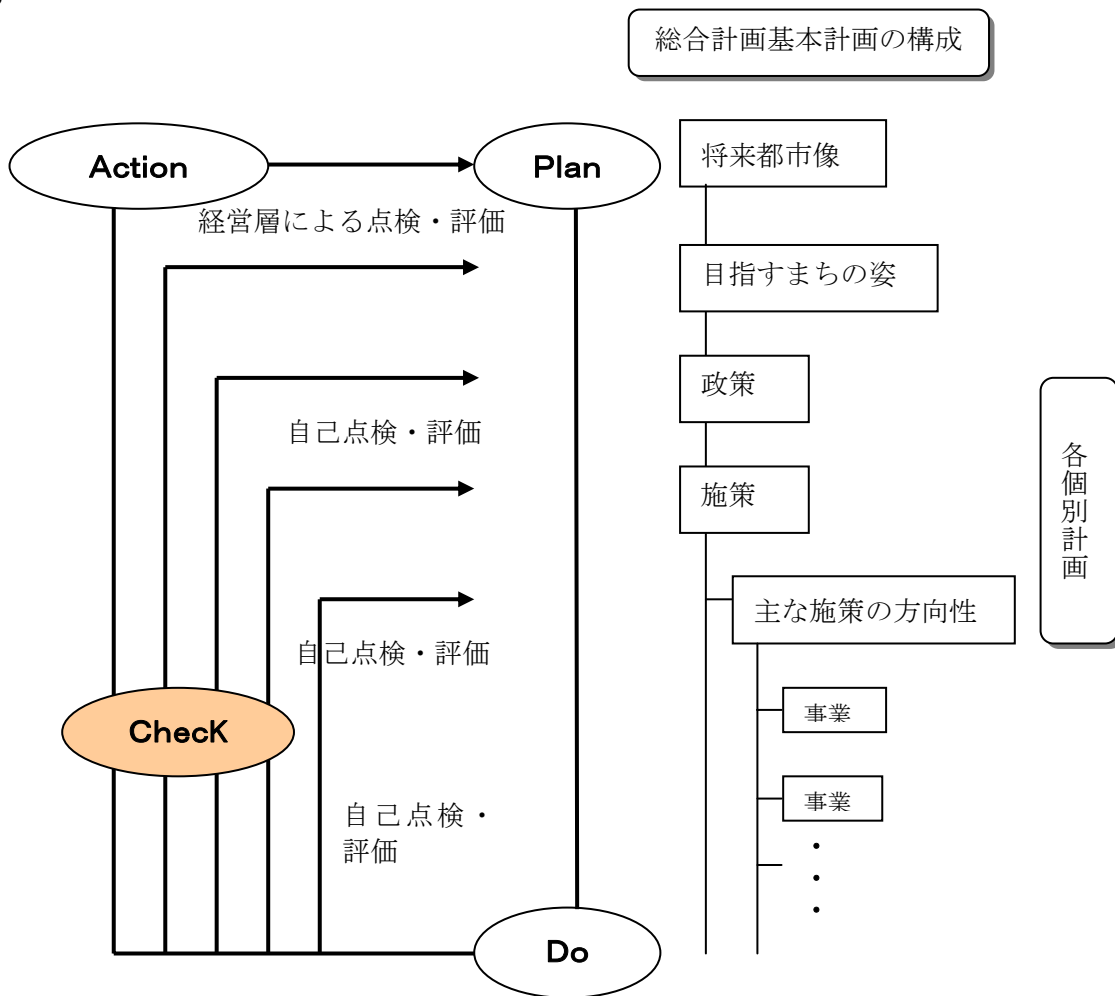 総合計画基本計画の構成
Action
Plan
将来都市像
経営層による点検・評価
目指すまちの姿
政策
自己点検・評価
施策
各個別計画
主な施策の方向性
自己点検・評価
事業
ChecK
事業
自己点検・
評価
・
・
・
Do